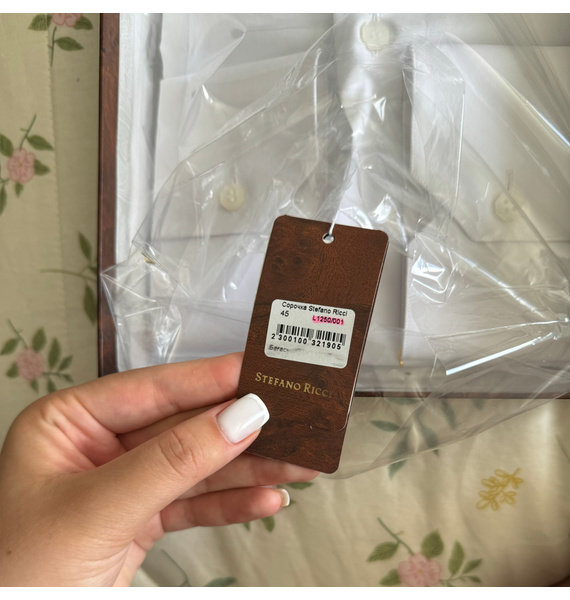 Сорочка Stefano Ricci
45
L1250/001
2 300100 321905
STEFANO RICCI